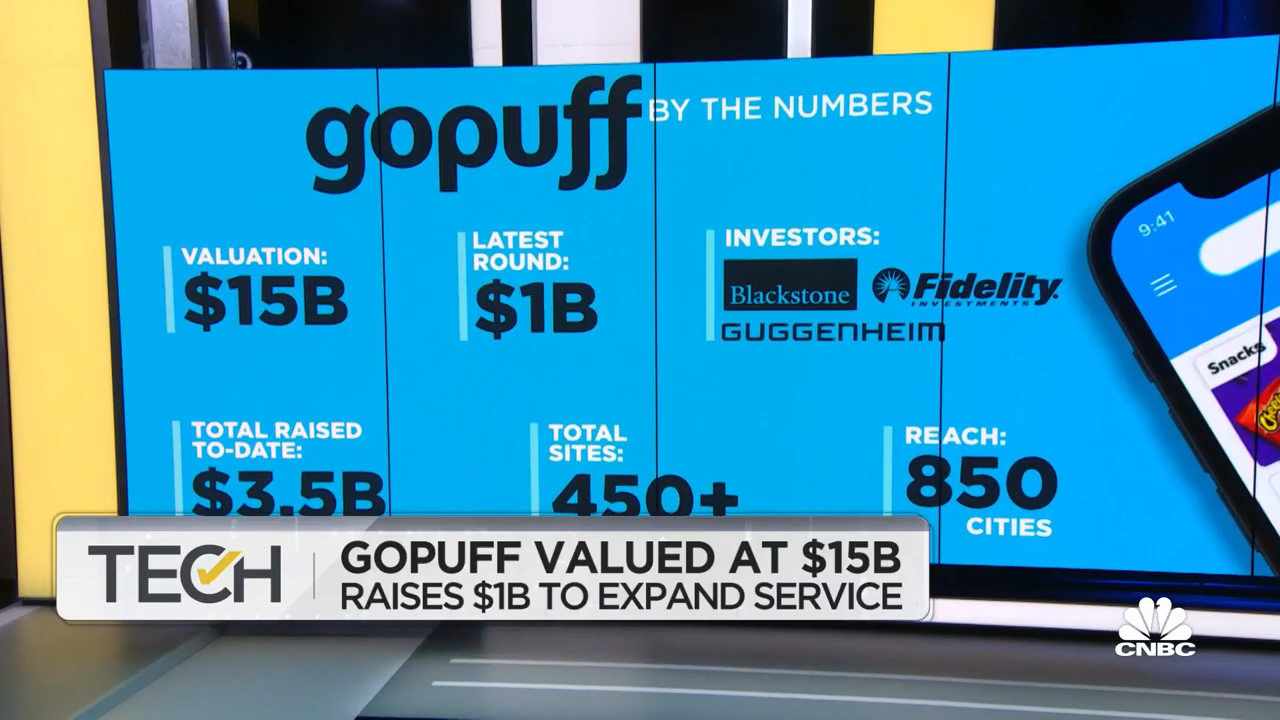 gopuff BY THE NUMBERS
VALUATION:
$15B
LATEST
ROUND:
$1B
INVESTORS:
Blackstone
Fidelity
INVESTMENTS
GUGGENHEIM
TOTAL RAISED
TO-DATE:
$3.5B
TOTAL
SITES:
450+
REACH:
850
CITIES
9:41
Snacks
TECH
GOPUFF VALUED AT $15B
RAISES $1B TO EXPAND SERVICE
CNBC